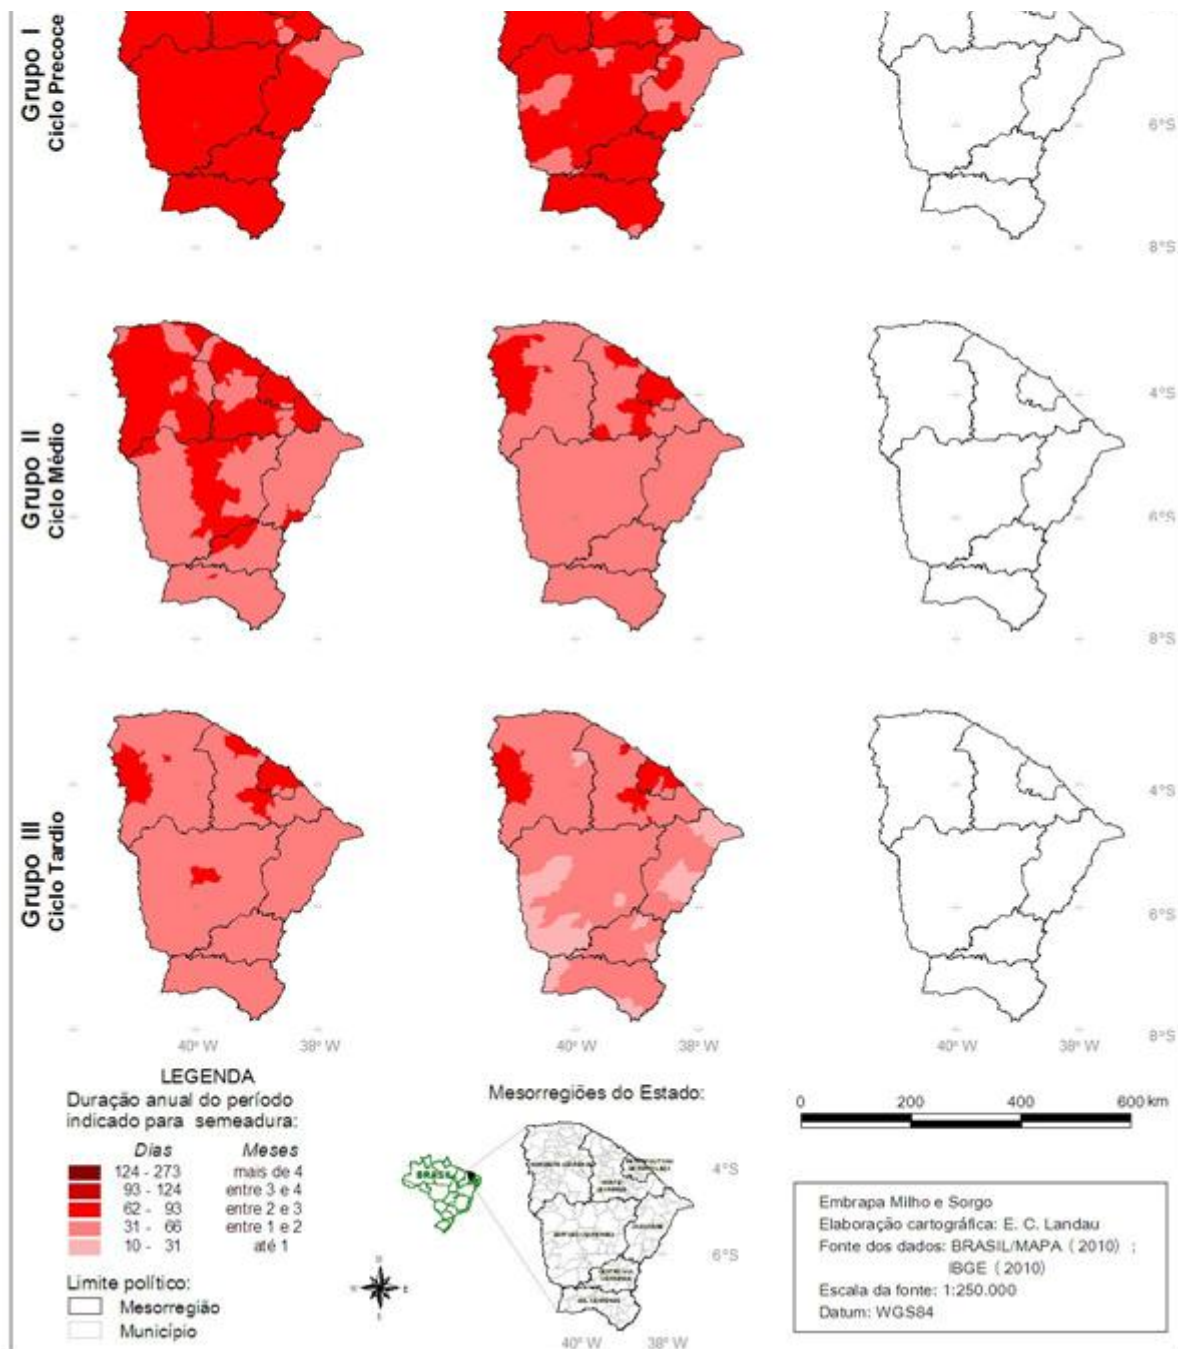 Grupo I
Ciclo Precoce
6°S
8°S
Grupo II
Ciclo Médio
4°S
6°S
8°S
Grupo III
Ciclo Tardio
4°S
6°S
8°S
40° W
38° W
40° W
38° W
40° W
38° W
LEGENDA
Duração anual do período
indicado para semeadura:
Dias Meses
124 - 273 mais de 4
93 - 124 entre 3 e 4
62 - 93 entre 2 e 3
31 - 66 entre 1 e 2
10 - 31 até 1
Limite político:
Mesorregião
Município
Mesorregiões do Estado:
BRASIL
4°S
6°S
40° W
38° W
0 200 400 600 km
Embrapa Milho e Sorgo
Elaboração cartográfica: E. C. Landau
Fonte dos dados: BRASIL/MAPA ( 2010) ;
IBGE ( 2010)
Escala da fonte: 1:250.000
Datum: WGS84